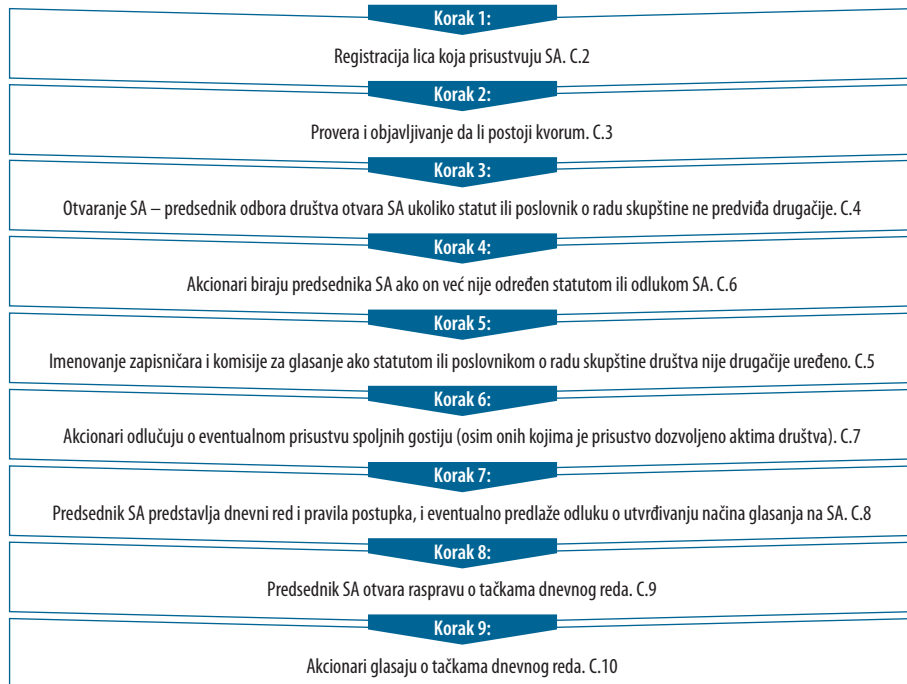 Korak 1:
Registracija lica koja prisustvuju SA. C.2
Korak 2:
Provera i objavljivanje da li postoji kvorum. C.3
Korak 3:
Otvaranje SA – predsednik odbora društva otvara SA ukoliko statut ili poslovnik o radu skupštine ne predviđa drugačije. C.4
Korak 4:
Akcionari biraju predsednika SA ako on već nije određen statutom ili odlukom SA. C.6
Korak 5:
Imenovanje zapisničara i komisije za glasanje ako statutom ili poslovnikom o radu skupštine društva nije drugačije uređeno. C.5
Korak 6:
Akcionari odlučuju o eventualnom prisustvu spoljnih gostiju (osim onih kojima je prisustvo dozvoljeno aktima društva). C.7
Korak 7:
Predsednik SA predstavlja dnevni red i pravila postupka, i eventualno predlaže odluku o utvrđivanju načina glasanja na SA. C.8
Korak 8:
Predsednik SA otvara raspravu o tačkama dnevnog reda. C.9
Korak 9:
Akcionari glasaju o tačkama dnevnog reda. C.10